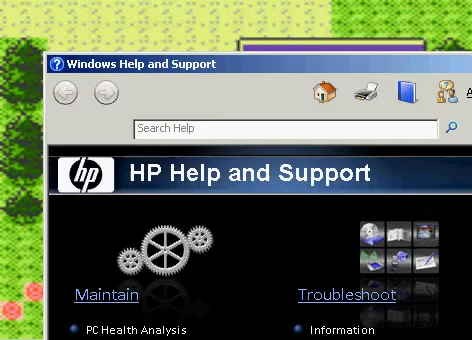 Windows Help and Support
A
Search Help
hp HP Help and Support
Maintain Troubleshoot
PC Health Analysis Information